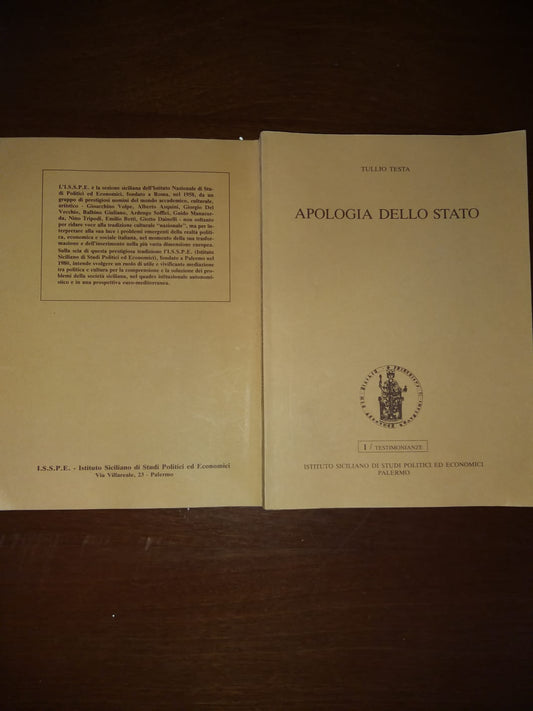 L'I.S.S.P.E. è la sezione siciliana dell'Istituto Nazionale di Stu-
di Politici ed Economici, fondato a Roma, nel 1958, da un
gruppo di prestigiosi uomini del mondo accademico, culturale,
artistico - Gioacchino Volpe, Alberto Asquini, Giorgio Del
Vecchio, Balbino Giuliano, Ardengo Soffici, Guido Manacor-
da, Nino Tripodi, Emilio Betti, Giotto Dainelli - non soltanto
per ridare voce alla tradizione culturale "nazionale", ma per in-
terpretare alla sua luce i problemi emergenti della realtà politi-
ca, economica e sociale italiana, nel momento della sua trasfor-
mazione e dell'inserimento nella più vasta dimensione europea.
Sulla scia di questa prestigiosa tradizione l'I.S.S.P.E. (Istituto
Siciliano di Studi Politici ed Economici), fondato a Palermo nel
1980, intende svolgere un ruolo di utile e vivificante mediazione
tra politica e cultura per la comprensione e la soluzione dei pro-
blemi della società siciliana, nel quadro istituzionale autonomi-
stico e in una prospettiva euro-mediterranea.
I.S.S.P.E. - Istituto Siciliano di Studi Politici ed Economici
Via Villareale, 23 - Palermo
TULLIO TESTA
APOLOGIA DELLO STATO
1 / TESTIMONIANZE
ISTITUTO SICILIANO DI STUDI POLITICI ED ECONOMICI
PALERMO